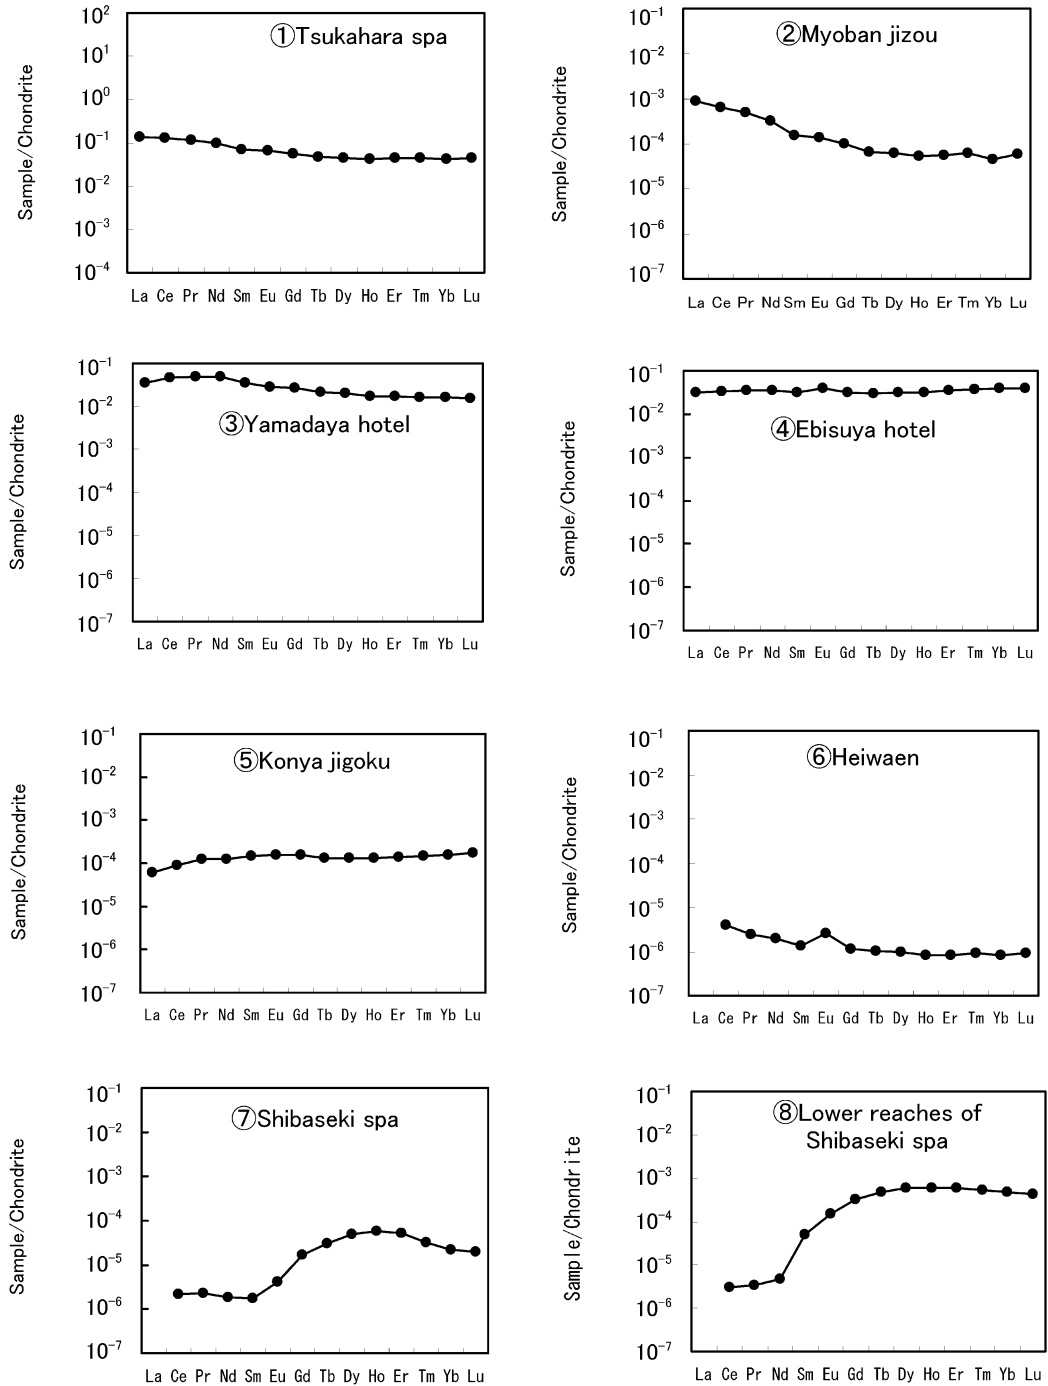 ①Tsukahara spa
Sample/Chondrite
10²
10¹
10⁰
10⁻¹
10⁻²
10⁻³
10⁻⁴
La Ce Pr Nd Sm Eu Gd Tb Dy Ho Er Tm Yb Lu
②Myoban jizou
Sample/Chondrite
10⁻¹
10⁻²
10⁻³
10⁻⁴
10⁻⁵
10⁻⁶
10⁻⁷
La Ce Pr Nd Sm Eu Gd Tb Dy Ho Er Tm Yb Lu
③Yamadaya hotel
Sample/Chondrite
10⁻¹
10⁻²
10⁻³
10⁻⁴
10⁻⁵
10⁻⁶
10⁻⁷
La Ce Pr Nd Sm Eu Gd Tb Dy Ho Er Tm Yb Lu
④Ebisuya hotel
Sample/Chondrite
10⁻¹
10⁻²
10⁻³
10⁻⁴
10⁻⁵
10⁻⁶
10⁻⁷
La Ce Pr Nd Sm Eu Gd Tb Dy Ho Er Tm Yb Lu
⑤Konya jigoku
Sample/Chondrite
10⁻¹
10⁻²
10⁻³
10⁻⁴
10⁻⁵
10⁻⁶
10⁻⁷
La Ce Pr Nd Sm Eu Gd Tb Dy Ho Er Tm Yb Lu
⑥Heiwaen
Sample/Chondrite
10⁻¹
10⁻²
10⁻³
10⁻⁴
10⁻⁵
10⁻⁶
10⁻⁷
La Ce Pr Nd Sm Eu Gd Tb Dy Ho Er Tm Yb Lu
⑦Shibaseki spa
Sample/Chondrite
10⁻¹
10⁻²
10⁻³
10⁻⁴
10⁻⁵
10⁻⁶
10⁻⁷
La Ce Pr Nd Sm Eu Gd Tb Dy Ho Er Tm Yb Lu
⑧Lower reaches of
Shibaseki spa
Sample/Chondrite
10⁻¹
10⁻²
10⁻³
10⁻⁴
10⁻⁵
10⁻⁶
10⁻⁷
La Ce Pr Nd Sm Eu Gd Tb Dy Ho Er Tm Yb Lu